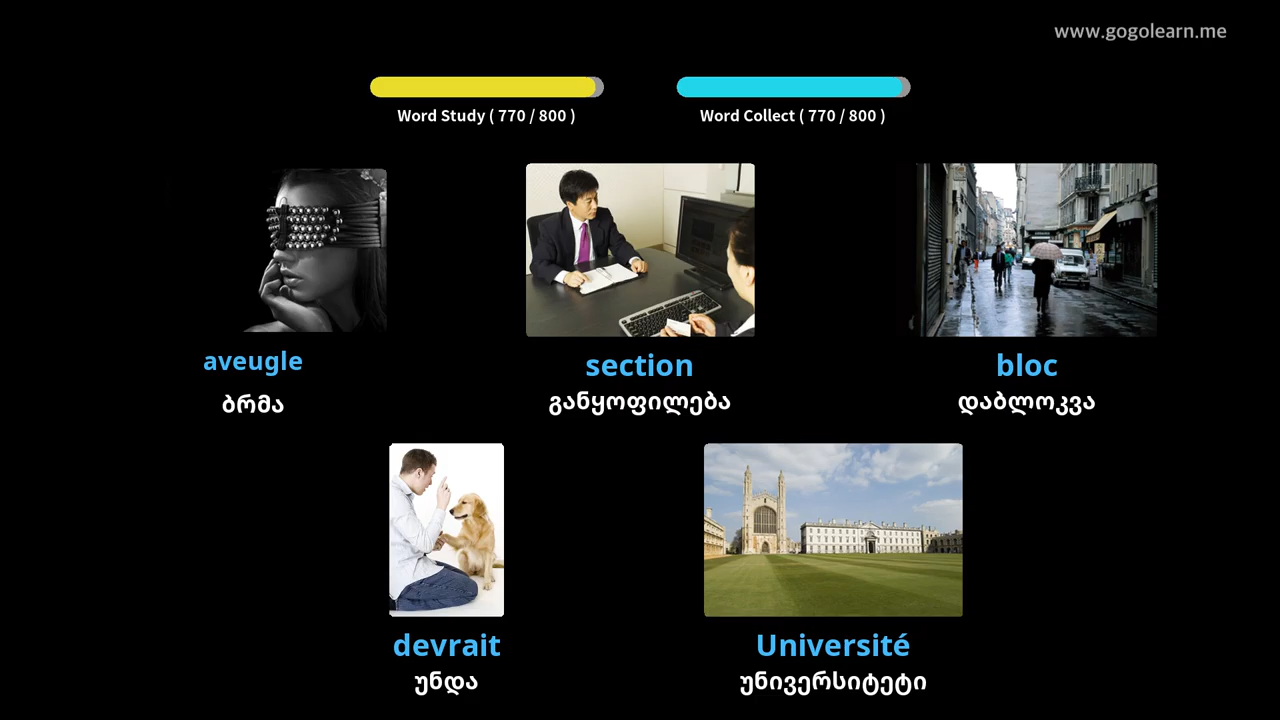 www.gogolearn.me
Word Study ( 770 / 800 )
Word Collect ( 770 / 800 )
aveugle
ბრმა
section
განყოფილება
bloc
დაბლოკვა
devrait
უნდა
Université
უნივერსიტეტი